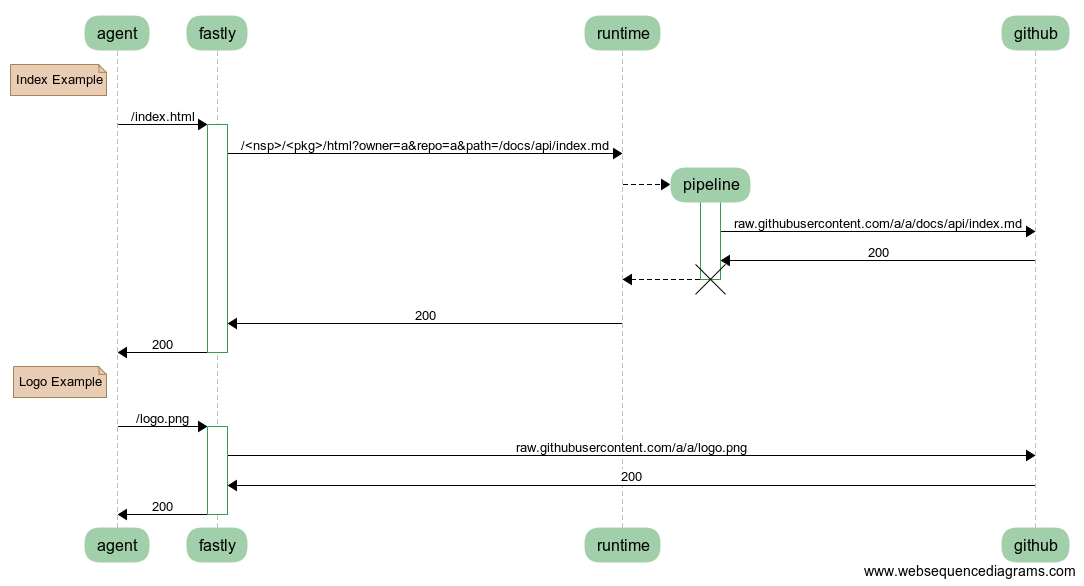 agent
fastly
runtime
github
Index Example
/index.html
/<nsp>/<pkg>/html?owner=a&repo=a&path=/docs/api/index.md
pipeline
raw.githubusercontent.com/a/a/docs/api/index.md
200
200
200
Logo Example
/logo.png
raw.githubusercontent.com/a/a/logo.png
200
200
agent
fastly
runtime
github
www.websequencediagrams.com